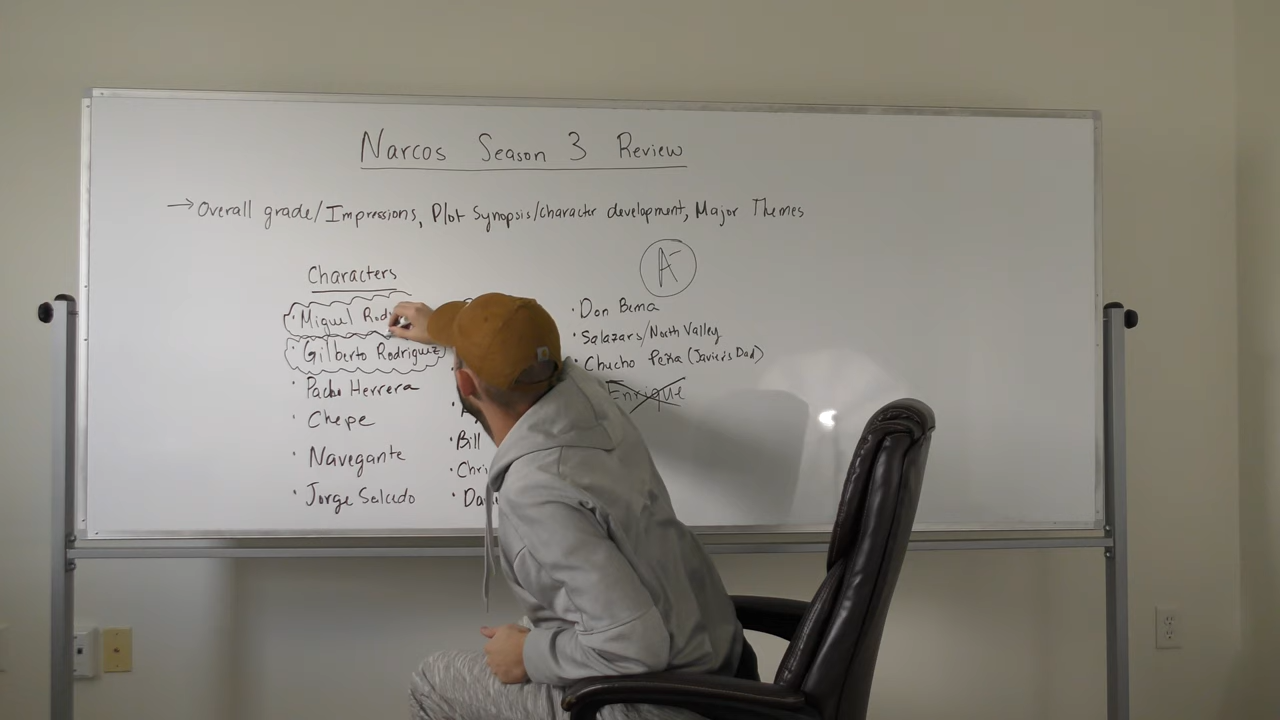 Narcos Season 3 Review
→ Overall grade/Impressions, Plot Synopsis/character development, Major Themes
A-
Characters
· Miguel
· Gilberto Rodriguez
· Pacho Herrera
· Chepe
· Navegante
· Jorge Salcedo
· Bill
· Don Berna
· Salazars/North Valley
· Chucho Peña (Javier's Dad)
Enrique